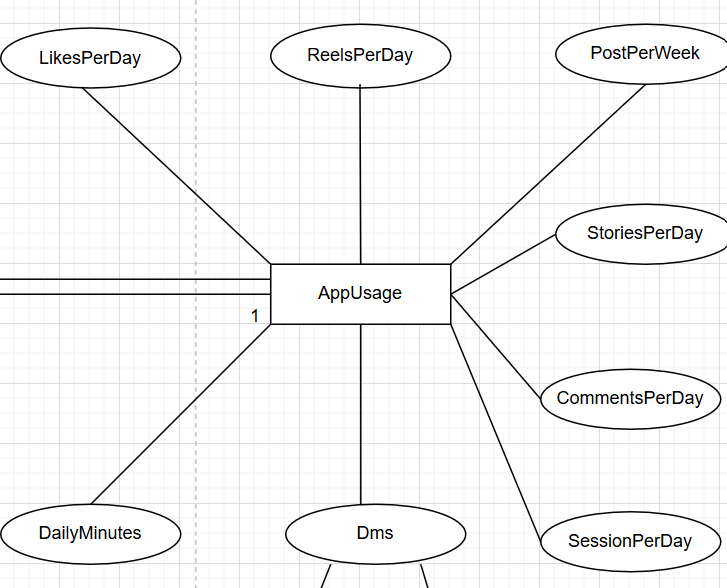 LikesPerDay
ReelsPerDay
PostPerWeek
StoriesPerDay
AppUsage
1
CommentsPerDay
DailyMinutes
Dms
SessionPerDay